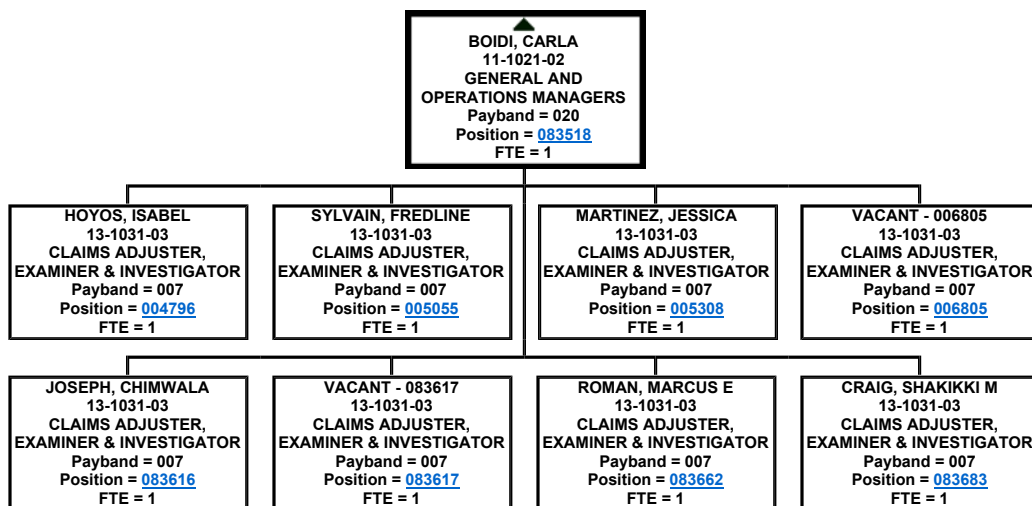 BOIDI, CARLA
11-1021-02
GENERAL AND
OPERATIONS MANAGERS
Payband = 020
Position = 083518
FTE = 1
HOYOS, ISABEL
13-1031-03
CLAIMS ADJUSTER,
EXAMINER & INVESTIGATOR
Payband = 007
Position = 004796
FTE = 1
SYLVAIN, FREDLINE
13-1031-03
CLAIMS ADJUSTER,
EXAMINER & INVESTIGATOR
Payband = 007
Position = 005055
FTE = 1
MARTINEZ, JESSICA
13-1031-03
CLAIMS ADJUSTER,
EXAMINER & INVESTIGATOR
Payband = 007
Position = 005308
FTE = 1
VACANT - 006805
13-1031-03
CLAIMS ADJUSTER,
EXAMINER & INVESTIGATOR
Payband = 007
Position = 006805
FTE = 1
JOSEPH, CHIMWALA
13-1031-03
CLAIMS ADJUSTER,
EXAMINER & INVESTIGATOR
Payband = 007
Position = 083616
FTE = 1
VACANT - 083617
13-1031-03
CLAIMS ADJUSTER,
EXAMINER & INVESTIGATOR
Payband = 007
Position = 083617
FTE = 1
ROMAN, MARCUS E
13-1031-03
CLAIMS ADJUSTER,
EXAMINER & INVESTIGATOR
Payband = 007
Position = 083662
FTE = 1
CRAIG, SHAKIKKI M
13-1031-03
CLAIMS ADJUSTER,
EXAMINER & INVESTIGATOR
Payband = 007
Position = 083683
FTE = 1